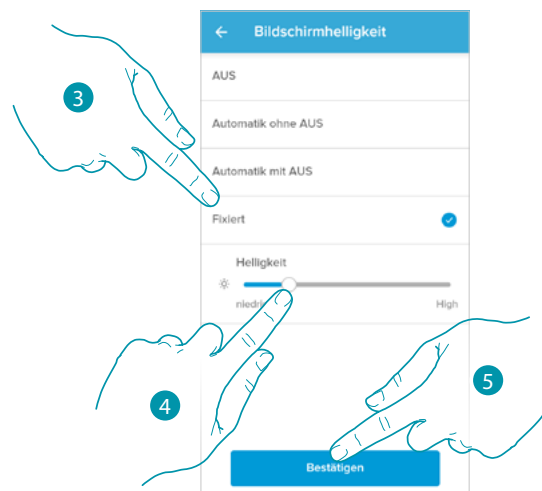 Bildschirmhelligkeit
AUS
3
Automatik ohne AUS
Automatik mit AUS
Fixiert
Helligkeit
High
5
4
Bestätigen